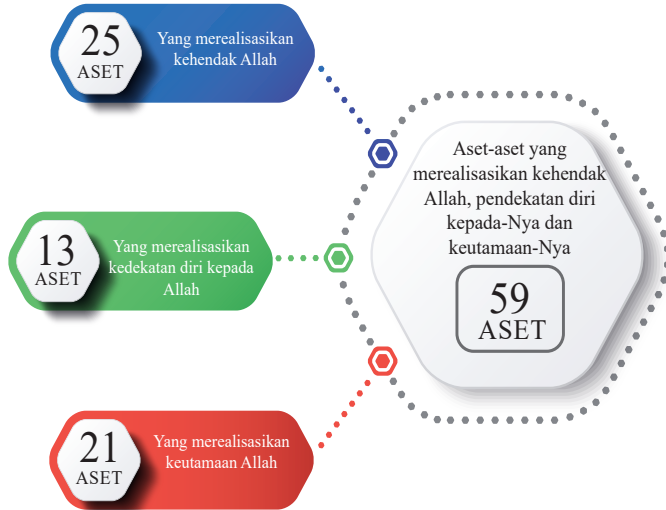 25
ASET
Yang merealisasikan
kehendak Allah
13
ASET
Yang merealisasikan
kedekatan diri kepada
Allah
21
ASET
Yang merealisasikan
keutamaan Allah
Aset-aset yang
merealisasikan kehendak
Allah, pendekatan diri
kepada-Nya dan
keutamaan-Nya
59
ASET